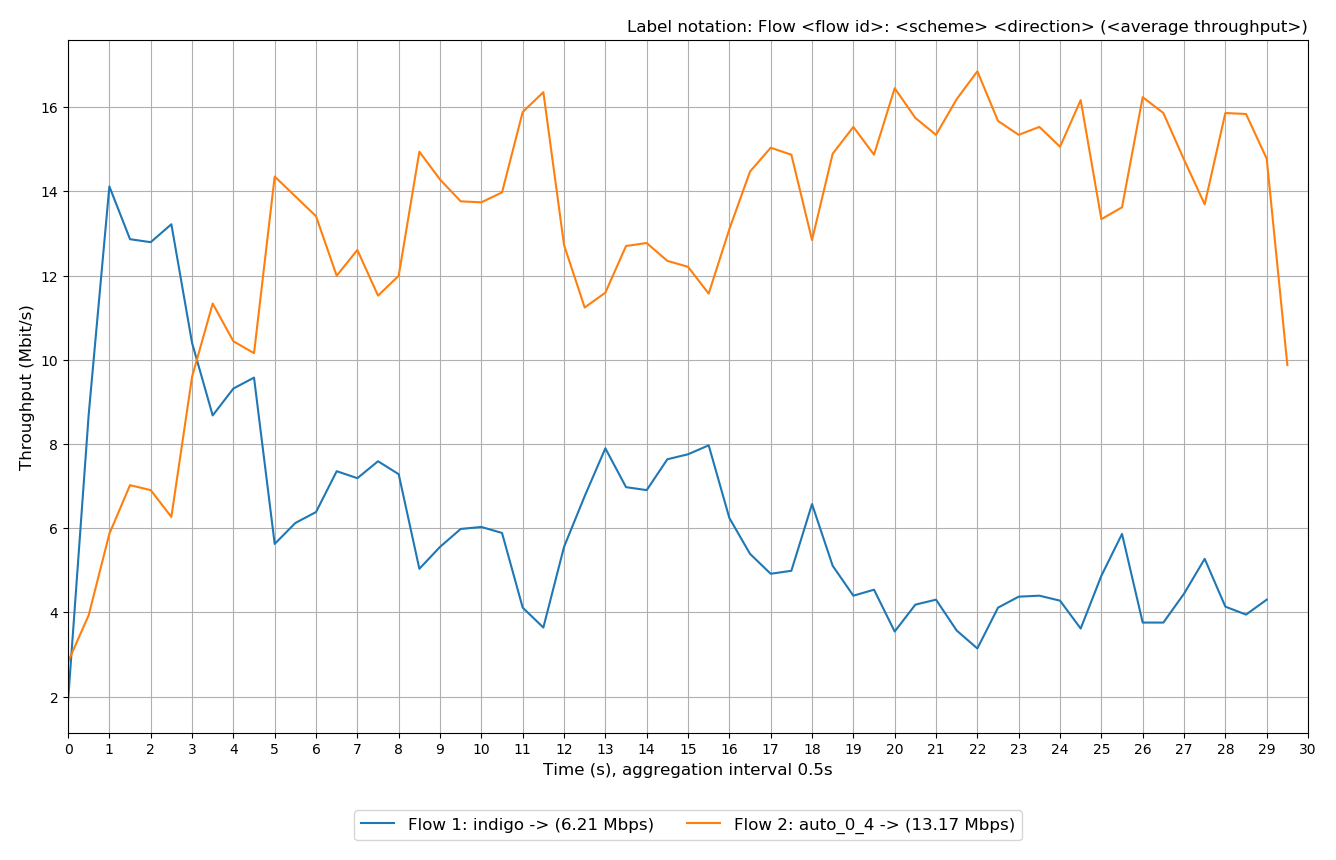 Label notation: Flow <flow id>: <scheme> <direction> (<average throughput>)
Throughput (Mbit/s)
16
14
12
10
8
6
4
2
0 1 2 3 4 5 6 7 8 9 10 11 12 13 14 15 16 17 18 19 20 21 22 23 24 25 26 27 28 29 30
Time (s), aggregation interval 0.5s
Flow 1: indigo -> (6.21 Mbps) Flow 2: auto_0_4 -> (13.17 Mbps)